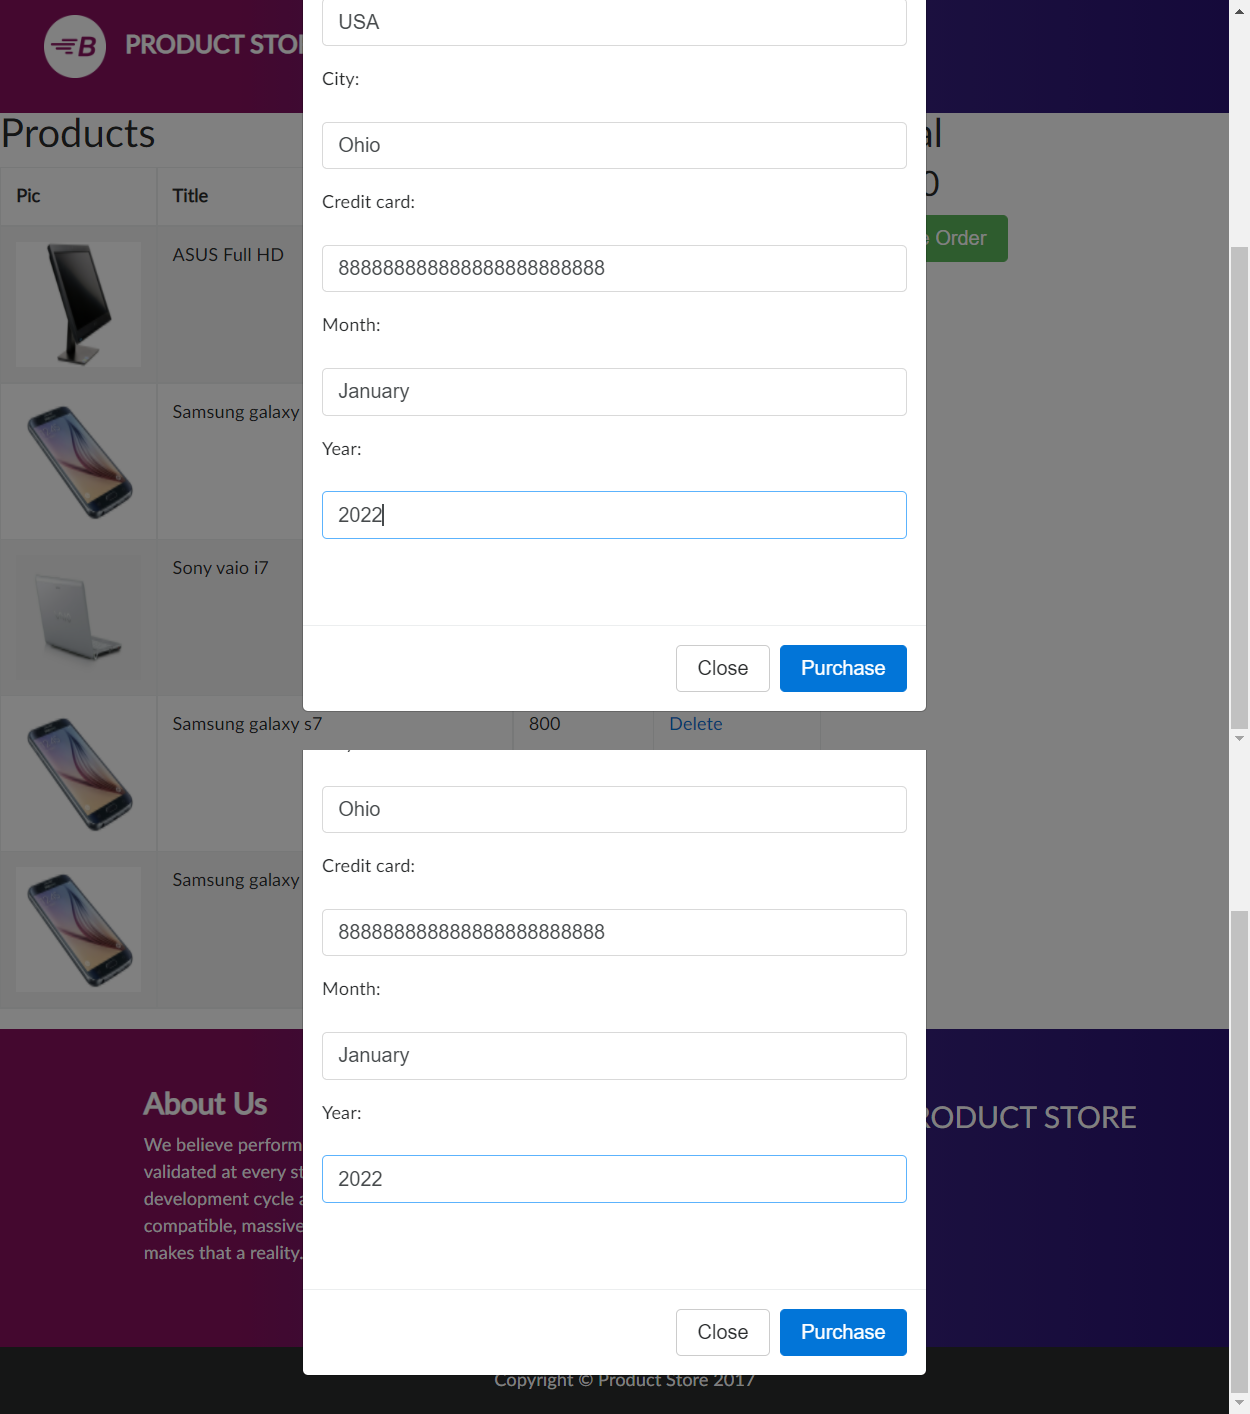 B PRODUCT STO
USA
City:
Products
Pic
Title
Ohio
Credit card:
Order
ASUS Full HD
888888888888888888888888
Month:
January
Samsung galaxy
Year:
2022
Sony vaio i7
Close
Purchase
Samsung galaxy s7
800
Delete
Ohio
Credit card:
Samsung galaxy
888888888888888888888888
Month:
January
About Us
Year:
RODUCT STORE
We believe perform
validated at every st
2022
development cycle a
compatible, massive
makes that a reality.
Close
Purchase
Copyright © Product Store 2017